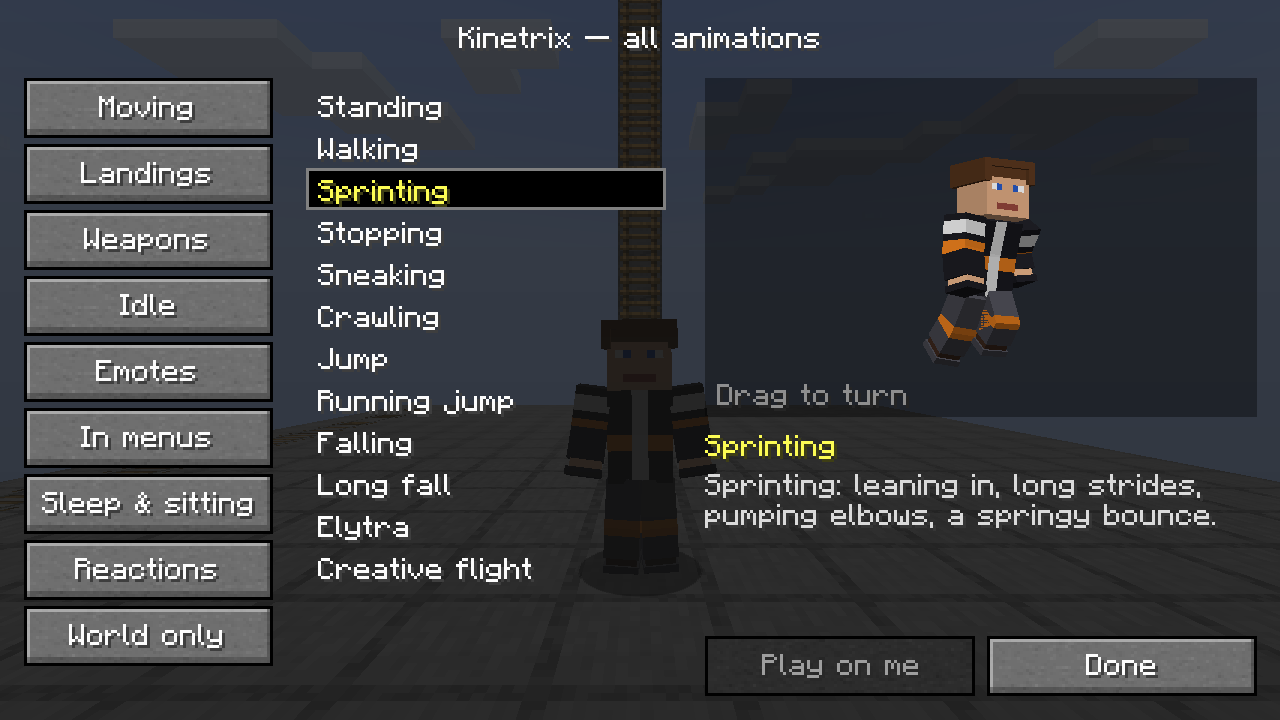 Kinetrix — all animations
Moving
Landings
Weapons
Idle
Emotes
In menus
Sleep & sitting
Reactions
World only
Standing
Walking
Sprinting
Stopping
Sneaking
Crawling
Jump
Running jump
Falling
Long fall
Elytra
Creative flight
Drag to turn
Sprinting
Sprinting: leaning in, long strides,
pumping elbows, a springy bounce.
Play on me
Done